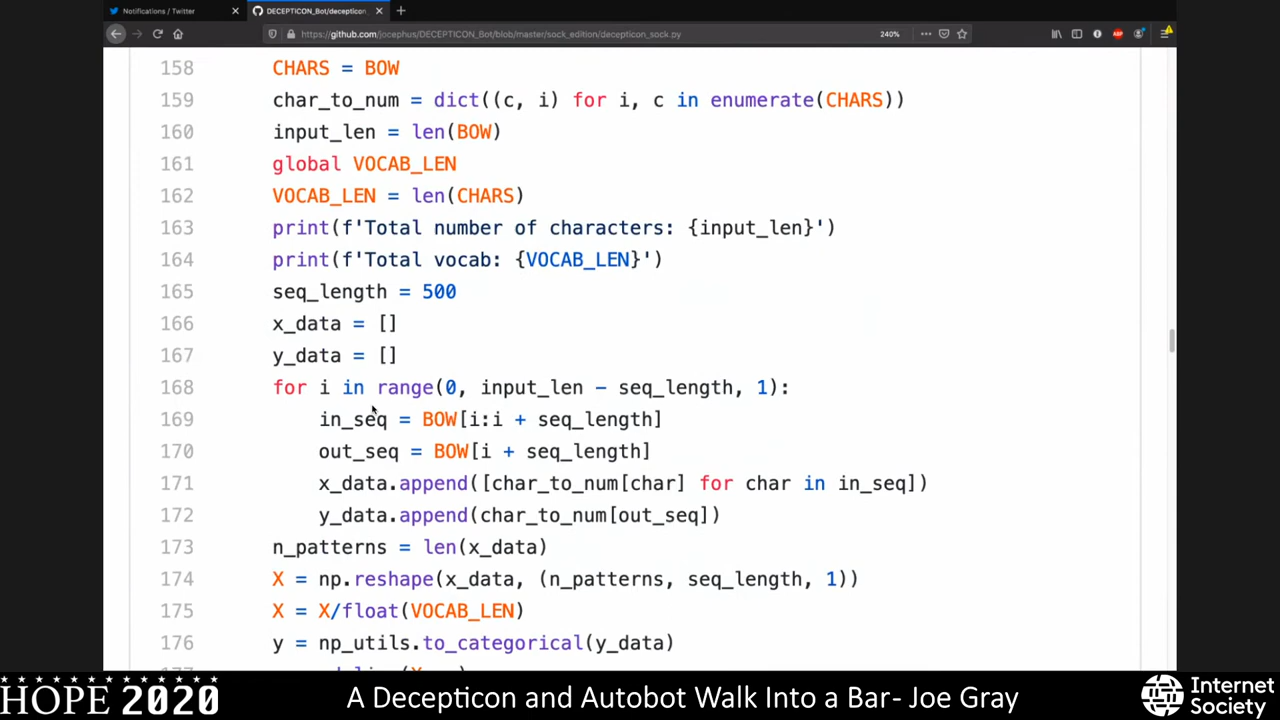 Notifications / Twitter
DECEPTICON_Bot/decepticon_
https://github.com/jocephus/DECEPTICON_Bot/blob/master/sock_edition/decepticon_sock.py
240%
158 CHARS = BOW
159 char_to_num = dict((c, i) for i, c in enumerate(CHARS))
160 input_len = len(BOW)
161 global VOCAB_LEN
162 VOCAB_LEN = len(CHARS)
163 print(f'Total number of characters: {input_len}')
164 print(f'Total vocab: {VOCAB_LEN}')
165 seq_length = 500
166 x_data = []
167 y_data = []
168 for i in range(0, input_len - seq_length, 1):
169 in_seq = BOW[i:i + seq_length]
170 out_seq = BOW[i + seq_length]
171 x_data.append([char_to_num[char] for char in in_seq])
172 y_data.append(char_to_num[out_seq])
173 n_patterns = len(x_data)
174 X = np.reshape(x_data, (n_patterns, seq_length, 1))
175 X = X/float(VOCAB_LEN)
176 y = np_utils.to_categorical(y_data)
HOPE 2020
A Decepticon and Autobot Walk Into a Bar- Joe Gray
Internet
Society